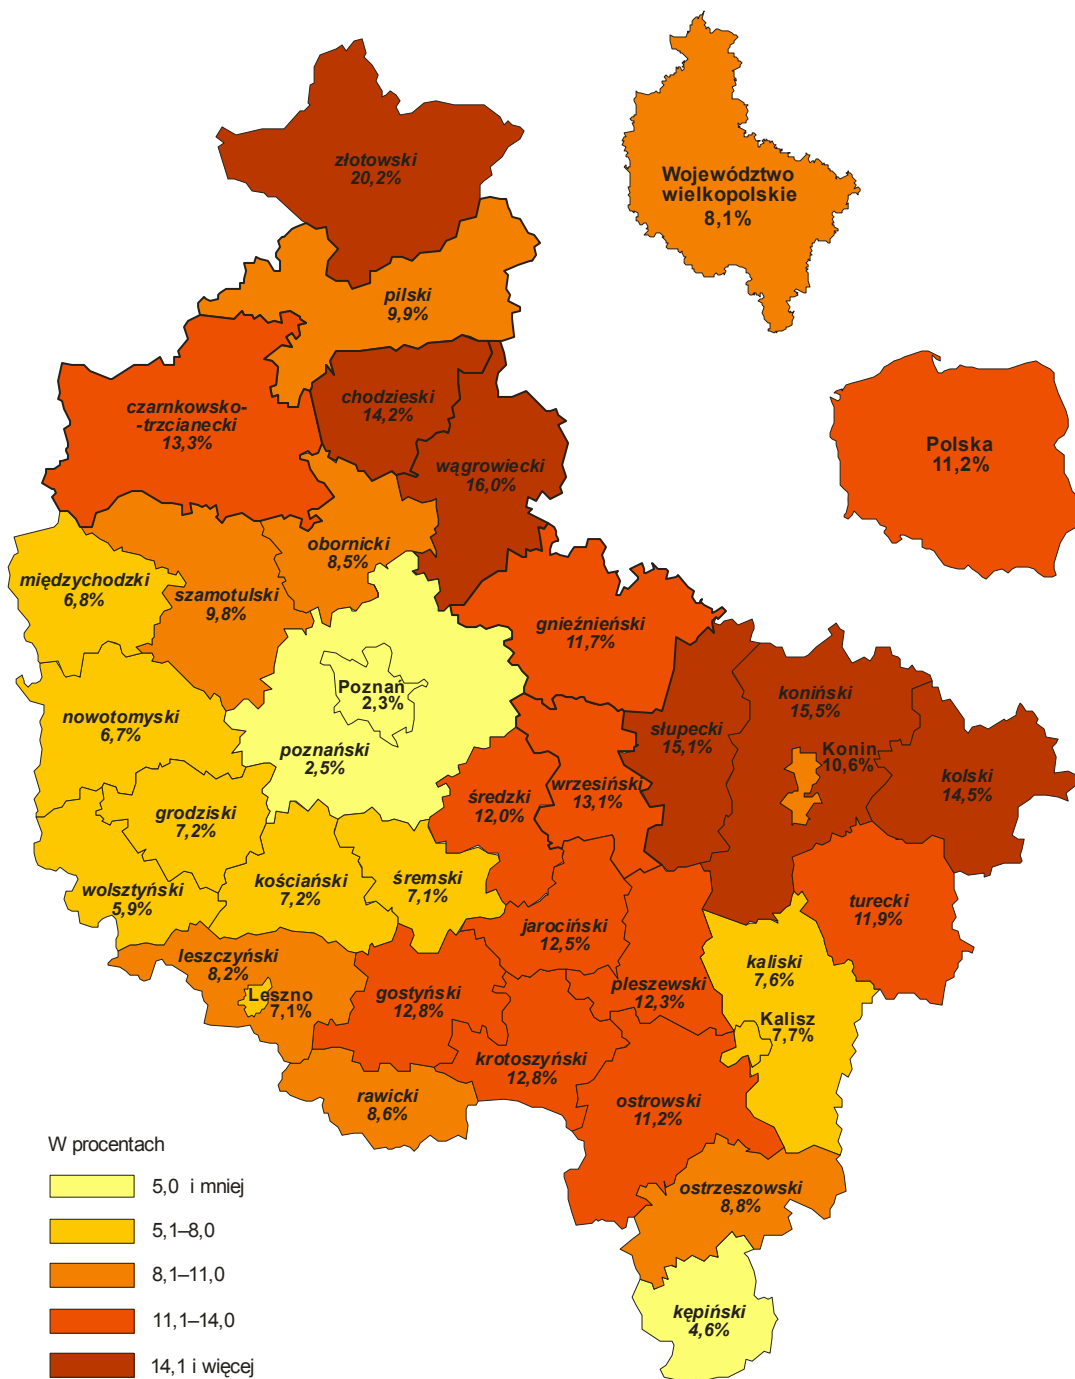 złotowski
20,2%
Województwo
wielkopolskie
8,1%
pilski
9,9%
czarnkowsko-
-trzcianecki
13,3%
chodzieski
14,2%
wągrowiecki
16,0%
Polska
11,2%
obornicki
8,5%
międzychodzki
6,8%
szamotulski
9,8%
gnieźnieński
11,7%
Poznań
2,3%
nowotomyski
6,7%
poznański
2,5%
koniński
15,5%
słupecki
15,1%
Konin
10,6%
kolski
14,5%
średzki
12,0%
wrzesiński
13,1%
grodziski
7,2%
wolsztyński
5,9%
kościański
7,2%
śremski
7,1%
turecki
11,9%
jarociński
12,5%
leszczyński
8,2%
Leszno
7,1%
gostyński
12,8%
pleszewski
12,3%
kaliski
7,6%
Kalisz
7,7%
krotoszyński
12,8%
rawicki
8,6%
ostrowski
11,2%
ostrzeszowski
8,8%
kępiński
4,6%
W procentach
5,0 i mniej
5,1–8,0
8,1–11,0
11,1–14,0
14,1 i więcej